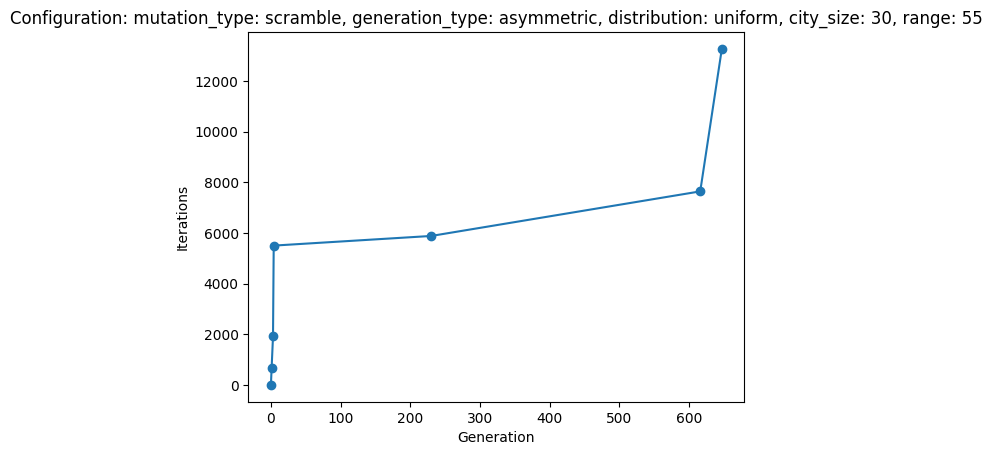 Configuration: mutation_type: scramble, generation_type: asymmetric, distribution: uniform, city_size: 30, range: 55
12000
10000
8000
6000
4000
2000
0
Iterations
0 100 200 300 400 500 600
Generation